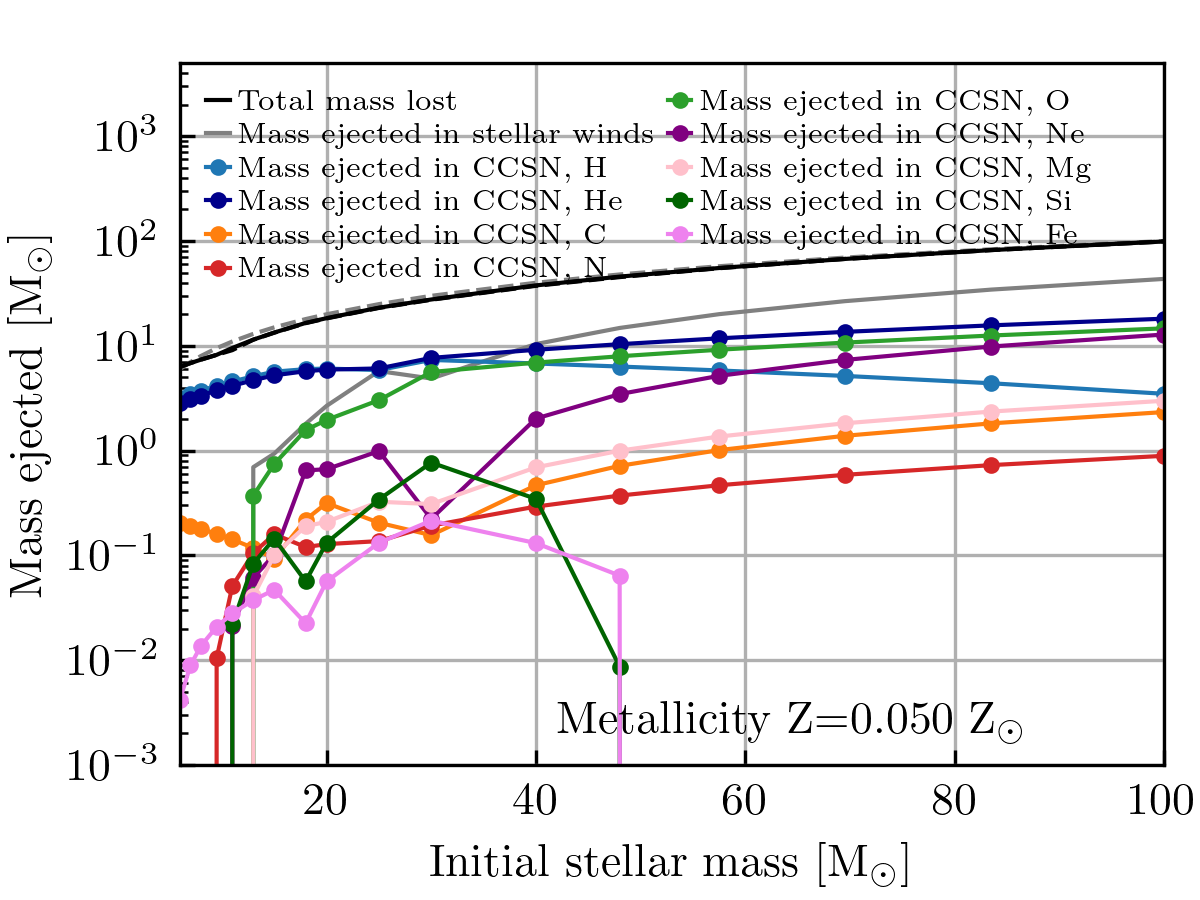 Total mass lost
Mass ejected in stellar winds
Mass ejected in CCSN, H
Mass ejected in CCSN, He
Mass ejected in CCSN, C
Mass ejected in CCSN, N
Mass ejected in CCSN, O
Mass ejected in CCSN, Ne
Mass ejected in CCSN, Mg
Mass ejected in CCSN, Si
Mass ejected in CCSN, Fe
10³
10²
10¹
10⁰
10⁻¹
10⁻²
10⁻³
Mass ejected [M☉]
Metallicity Z=0.050 Z☉
20 40 60 80 100
Initial stellar mass [M☉]